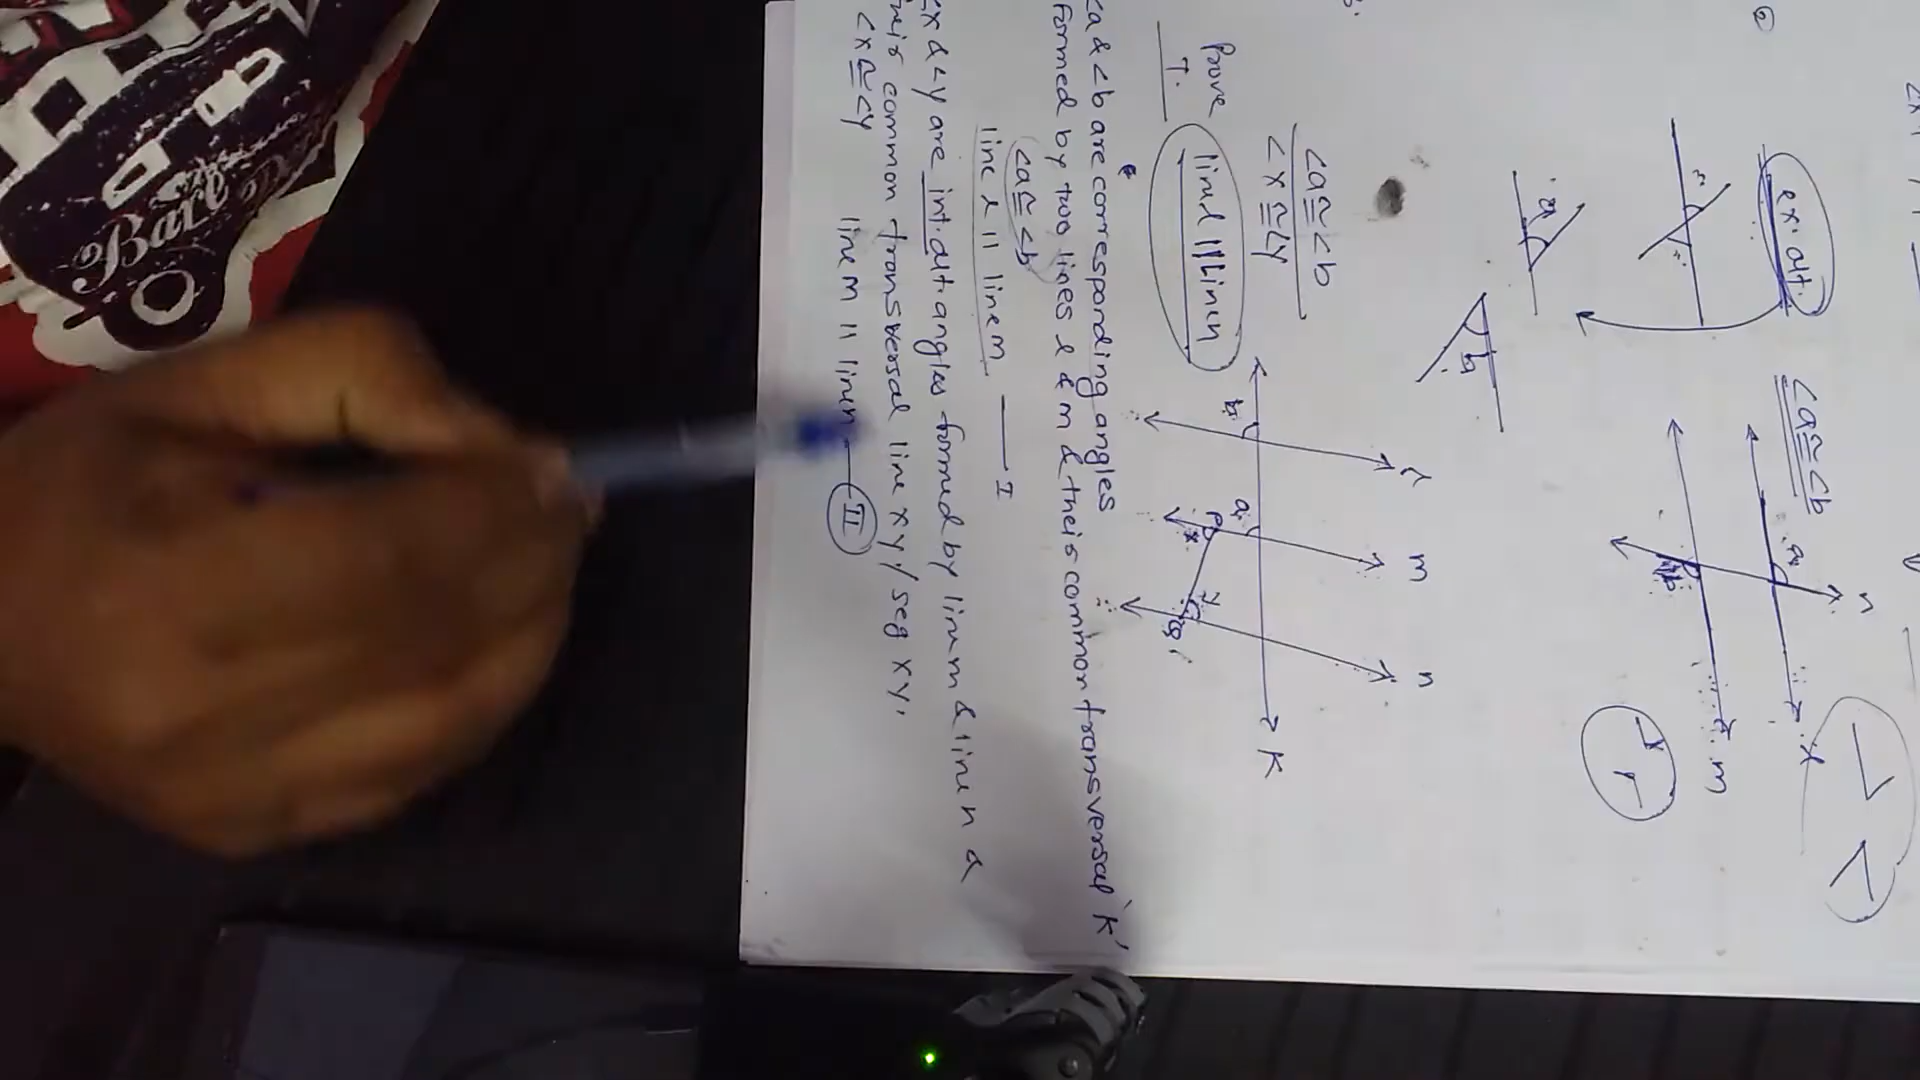 ex. alt.
<a≅<b
n
a
b
x
m
a
b
<a≅<b
<x≅<y
Prove
T.
line l || line n
b
a
P
x
y
m
n
K
<a & <b are corresponding angles
formed by two lines l & m & their common transversal 'K'
<a≅<b
line l || line m — I
<x & <y are int. alt. angles formed by line m & line n a
common transversal line xy / seg xy.
<x≅<y
line m || line n — II
Barge